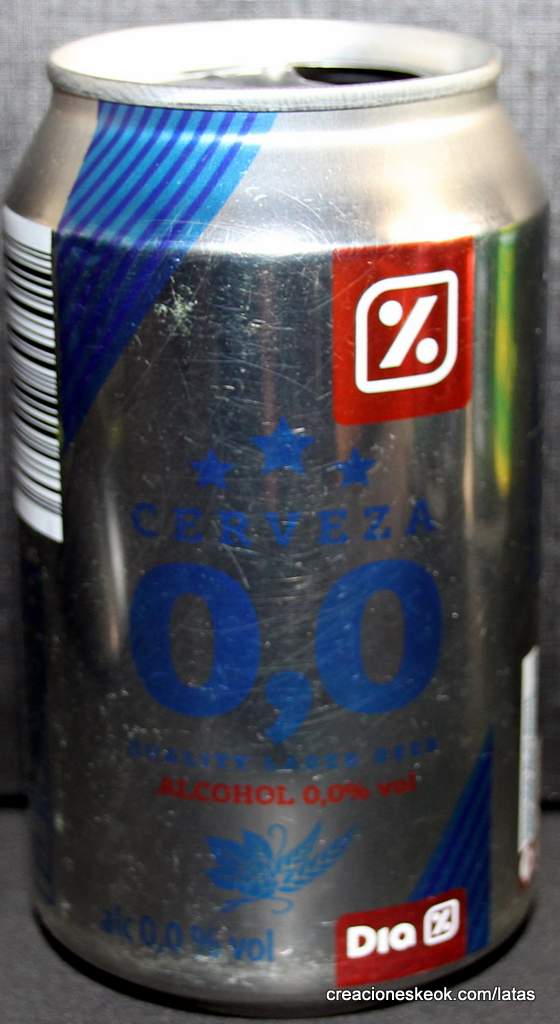 %
CERVEZA
0,0
QUALITY LAGER BEER
ALCOHOL 0,0% vol
alc 0,0 % vol
Dia %
creacioneskeok.com/latas